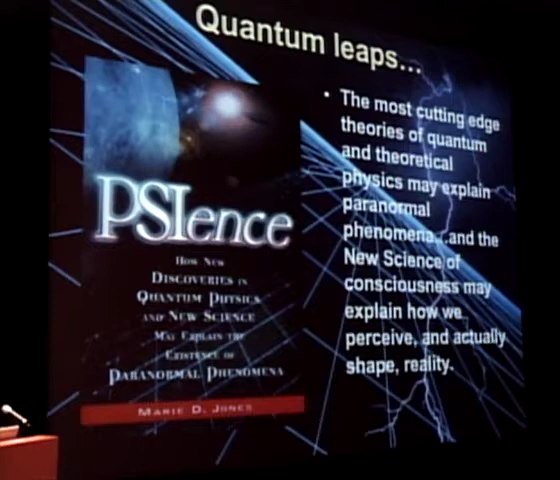 Quantum leaps...
PSIence
How New
Discoveries in
Quantum Physics
and New Science
May Explain the
Existence of
Paranormal Phenomena
Marie D. Jones
• The most cutting edge
theories of quantum
and theoretical
physics may explain
paranormal
phenomena...and the
New Science of
consciousness may
explain how we
perceive, and actually
shape, reality.